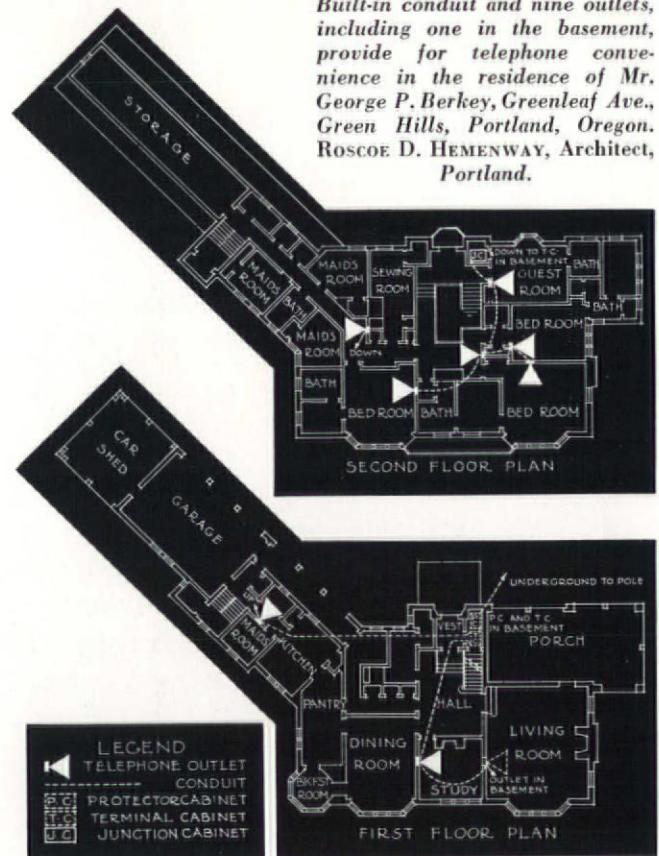 Built-in conduit and nine outlets,
including one in the basement,
provide for telephone conve-
nience in the residence of Mr.
George P. Berkey, Greenleaf Ave.,
Green Hills, Portland, Oregon.
ROSCOE D. HEMENWAY, Architect,
Portland.
STORAGE
MAIDS
ROOM
BATH
MAIDS
ROOM
BATH
MAIDS
ROOM
SEWING
ROOM
DOWN
J.C.
DOWN TO T.C.
IN BASEMENT
GUEST
ROOM
BATH
BATH
BED ROOM
BED ROOM
BATH
BED ROOM
SECOND FLOOR PLAN
CAR
SHED
GARAGE
UP
MAIDS
ROOM
KITCHEN
PANTRY
BKFST
ROOM
DINING
ROOM
VEST
HALL
STUDY
UNDERGROUND TO POLE
P.C. AND T.C.
IN BASEMENT
PORCH
LIVING
ROOM
OUTLET IN
BASEMENT
FIRST FLOOR PLAN
LEGEND
TELEPHONE OUTLET
CONDUIT
P.C. PROTECTOR CABINET
T.C. TERMINAL CABINET
J.C. JUNCTION CABINET